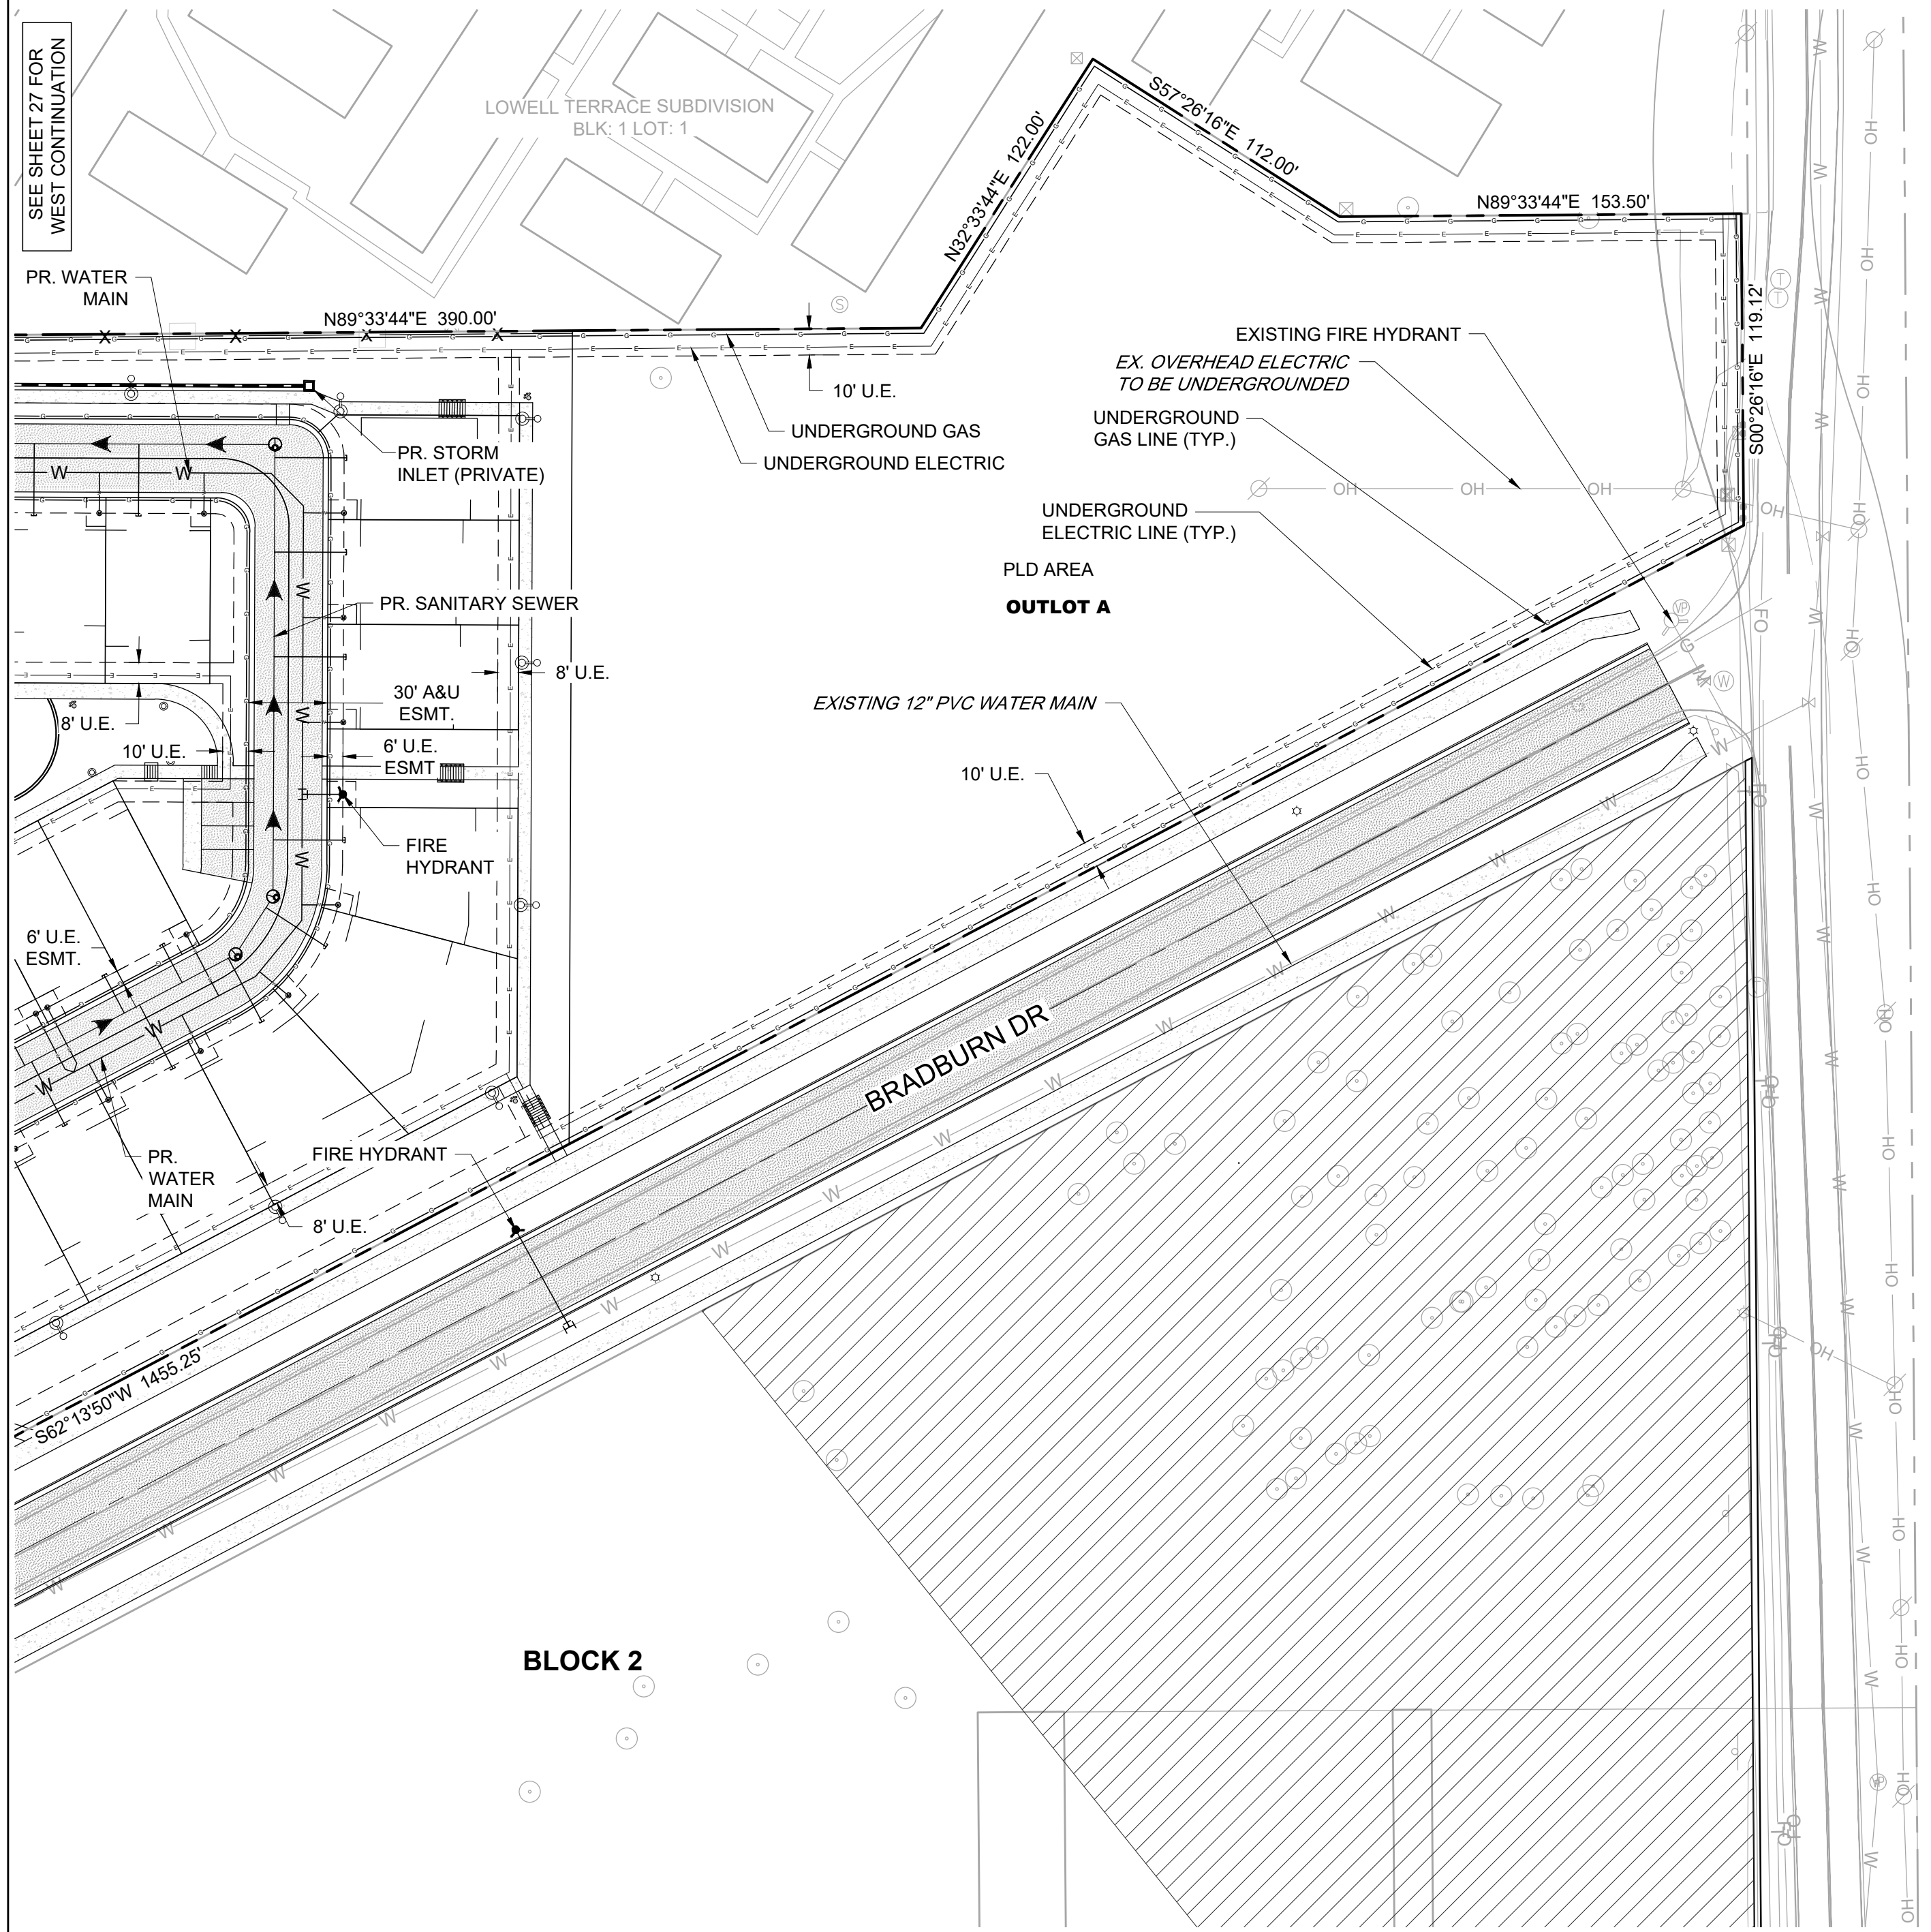 SEE SHEET 27 FOR
WEST CONTINUATION
LOWELL TERRACE SUBDIVISION
BLK: 1 LOT: 1
N32°33'44"E 122.00'
S57°26'16"E 112.00'
N89°33'44"E 153.50'
S00°26'16"E 119.12'
PR. WATER
MAIN
N89°33'44"E 390.00'
10' U.E.
UNDERGROUND GAS
UNDERGROUND ELECTRIC
PR. STORM
INLET (PRIVATE)
EXISTING FIRE HYDRANT
EX. OVERHEAD ELECTRIC
TO BE UNDERGROUNDED
UNDERGROUND
GAS LINE (TYP.)
OH OH OH OH
UNDERGROUND
ELECTRIC LINE (TYP.)
PLD AREA
OUTLOT A
PR. SANITARY SEWER
8' U.E.
30' A&U
ESMT.
8' U.E.
10' U.E.
6' U.E.
ESMT
EXISTING 12" PVC WATER MAIN
10' U.E.
FIRE
HYDRANT
6' U.E.
ESMT.
BRADBURN DR
FIRE HYDRANT
PR.
WATER
MAIN
8' U.E.
S62°13'50"W 1455.25'
BLOCK 2